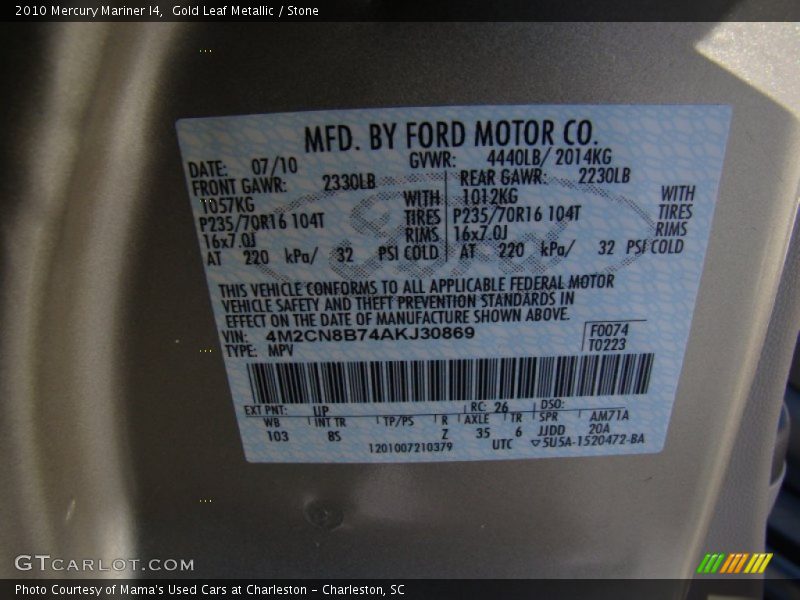 2010 Mercury Mariner I4,  Gold Leaf Metallic / Stone
MFD. BY FORD MOTOR CO.
DATE: 07/10 GVWR: 4440LB/ 2014KG
FRONT GAWR: 2330LB REAR GAWR: 2230LB
1057KG WITH 1012KG WITH
P235/70R16 104T TIRES P235/70R16 104T TIRES
16x7.0J RIMS 16x7.0J RIMS
AT 220 kPa/ 32 PSI COLD AT 220 kPa/ 32 PSI COLD
THIS VEHICLE CONFORMS TO ALL APPLICABLE FEDERAL MOTOR
VEHICLE SAFETY AND THEFT PREVENTION STANDARDS IN
EFFECT ON THE DATE OF MANUFACTURE SHOWN ABOVE.
VIN: 4M2CN8B74AKJ30869 F0074
TYPE: MPV T0223
EXT PNT: UP RC: 26 DSO:
WB INT TR TP/PS R AXLE TR SPR AM71A
103 8S Z 35 6 JJDD 20A
1201007210379 UTC ▽5U5A-1520472-BA
GTCARLOT.COM
Photo Courtesy of Mama's Used Cars at Charleston – Charleston, SC